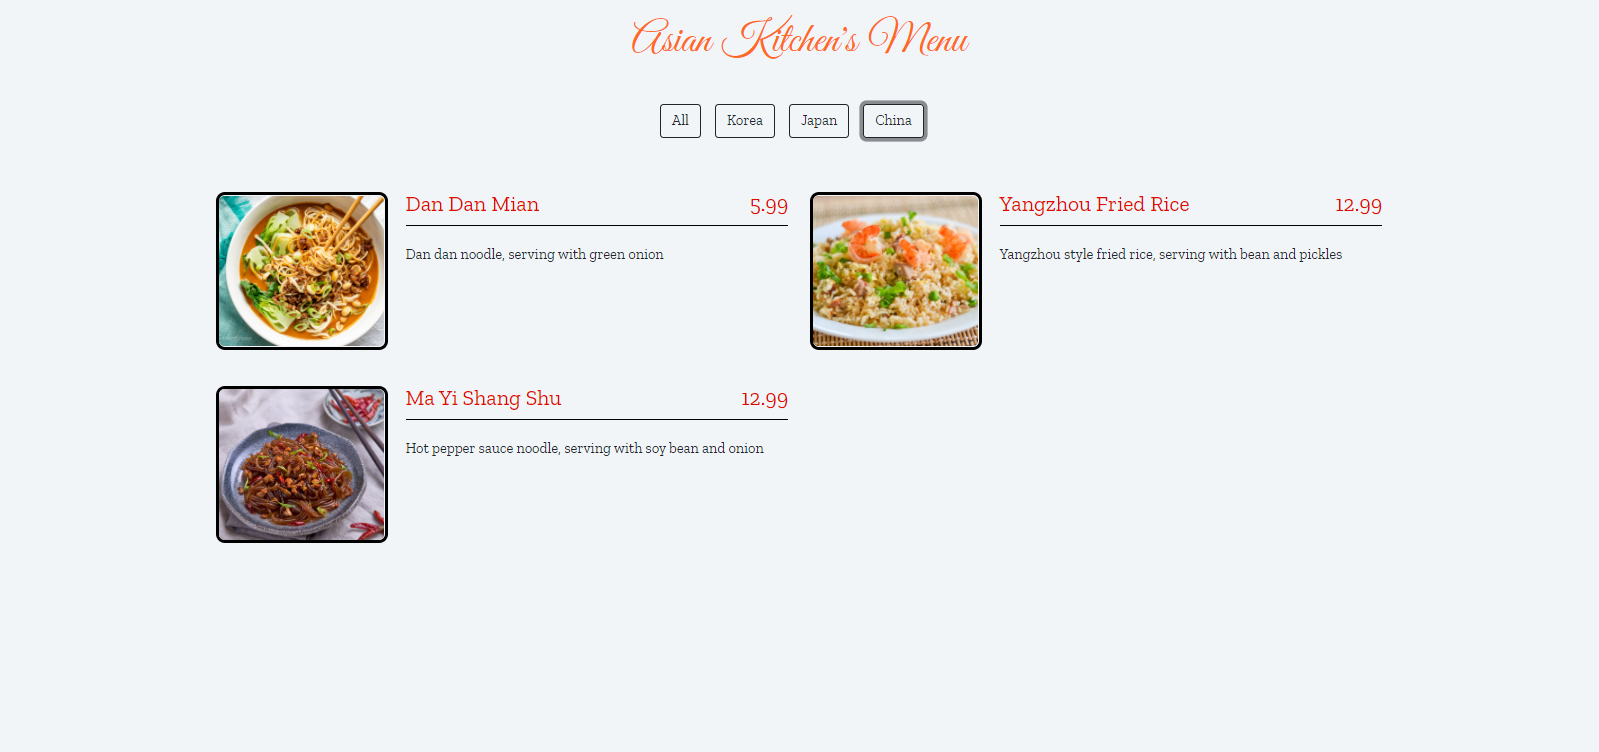 Asian Kitchen's Menu
All Korea Japan China
Dan Dan Mian 5.99
Dan dan noodle, serving with green onion
Yangzhou Fried Rice 12.99
Yangzhou style fried rice, serving with bean and pickles
Ma Yi Shang Shu 12.99
Hot pepper sauce noodle, serving with soy bean and onion